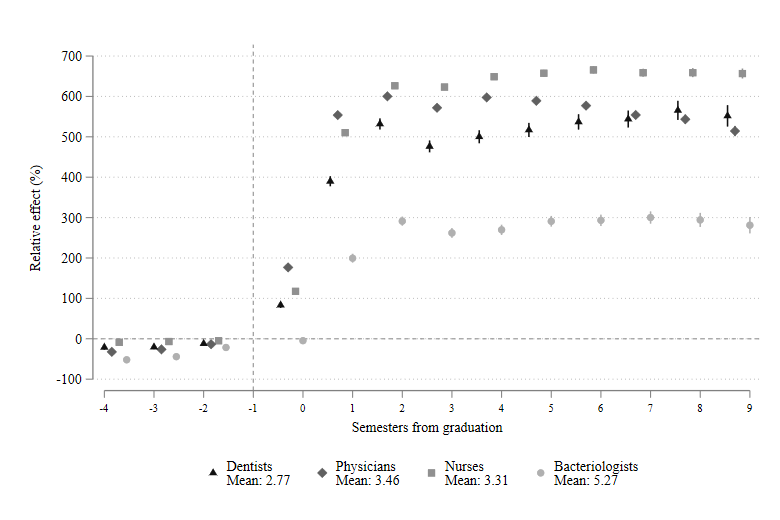 700
600
500
400
300
200
100
0
-100
Relative effect (%)
-4 -3 -2 -1 0 1 2 3 4 5 6 7 8 9
Semesters from graduation
Dentists Physicians Nurses Bacteriologists
Mean: 2.77 Mean: 3.46 Mean: 3.31 Mean: 5.27